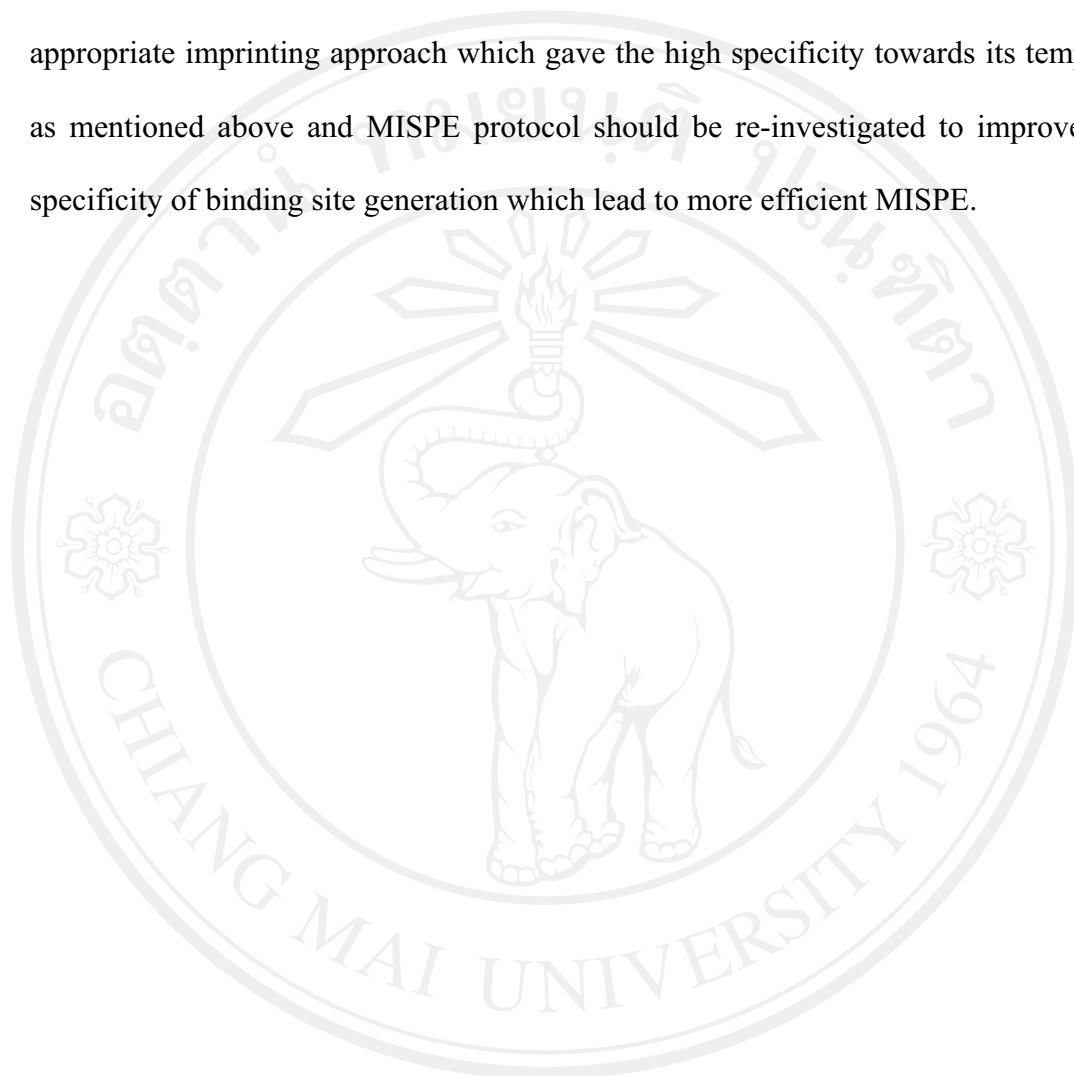 appropriate imprinting approach which gave the high specificity towards its tem
as mentioned above and MISPE protocol should be re-investigated to improve
specificity of binding site generation which lead to more efficient MISPE.
CHIANG MAI UNIVERSITY 1964